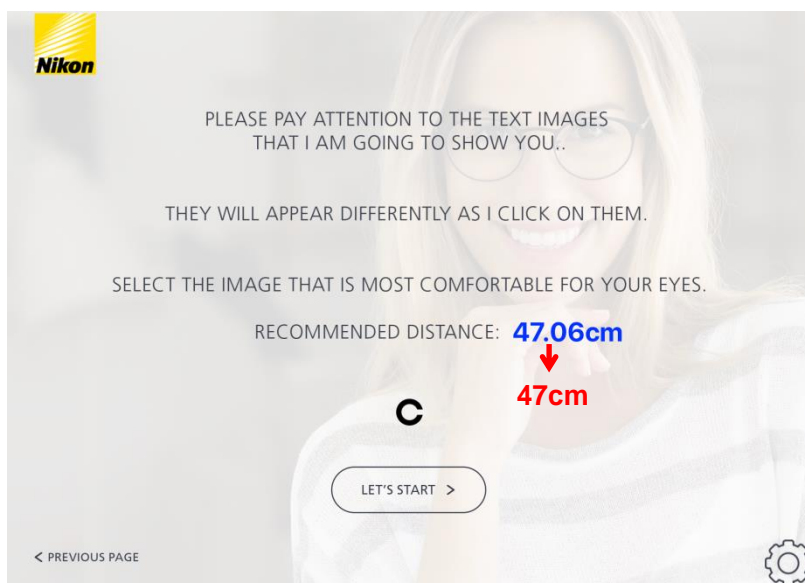 Nikon
PLEASE PAY ATTENTION TO THE TEXT IMAGES
THAT I AM GOING TO SHOW YOU..
THEY WILL APPEAR DIFFERENTLY AS I CLICK ON THEM.
SELECT THE IMAGE THAT IS MOST COMFORTABLE FOR YOUR EYES.
RECOMMENDED DISTANCE: 47.06cm
47cm
C
LET'S START >
< PREVIOUS PAGE